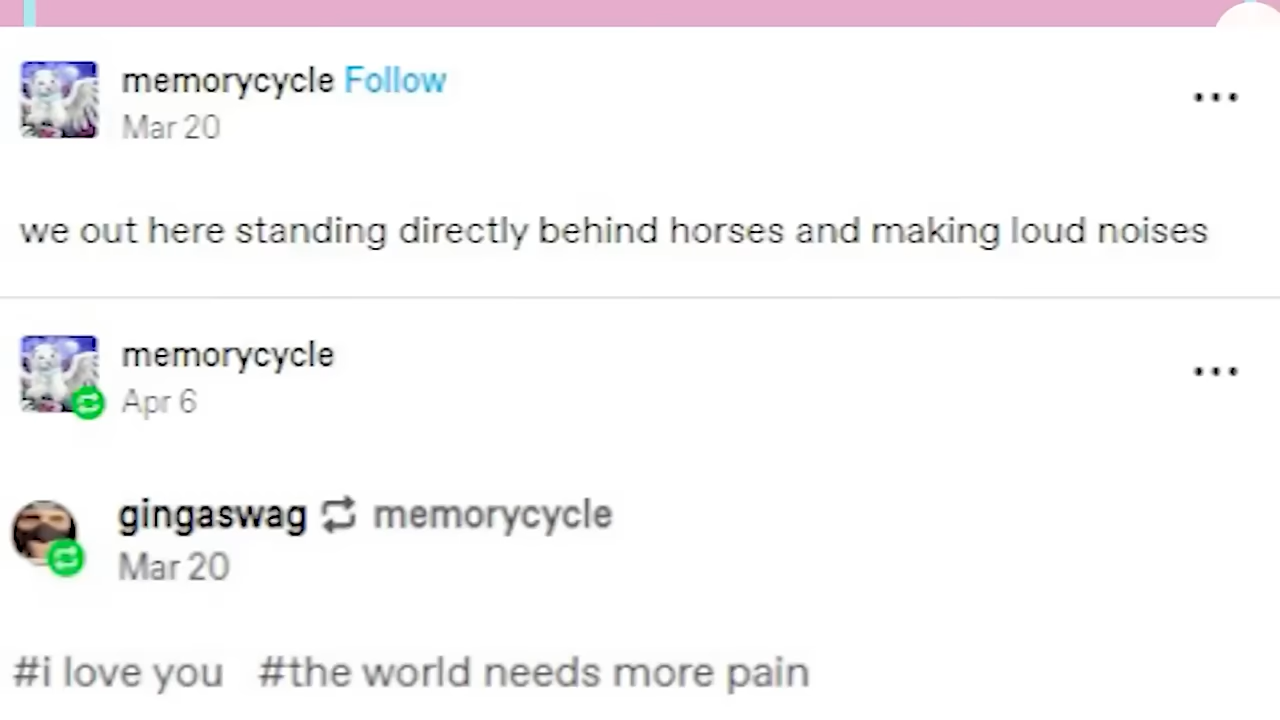 memorycycle Follow
Mar 20
we out here standing directly behind horses and making loud noises
memorycycle
Apr 6
gingaswag memorycycle
Mar 20
#i love you #the world needs more pain